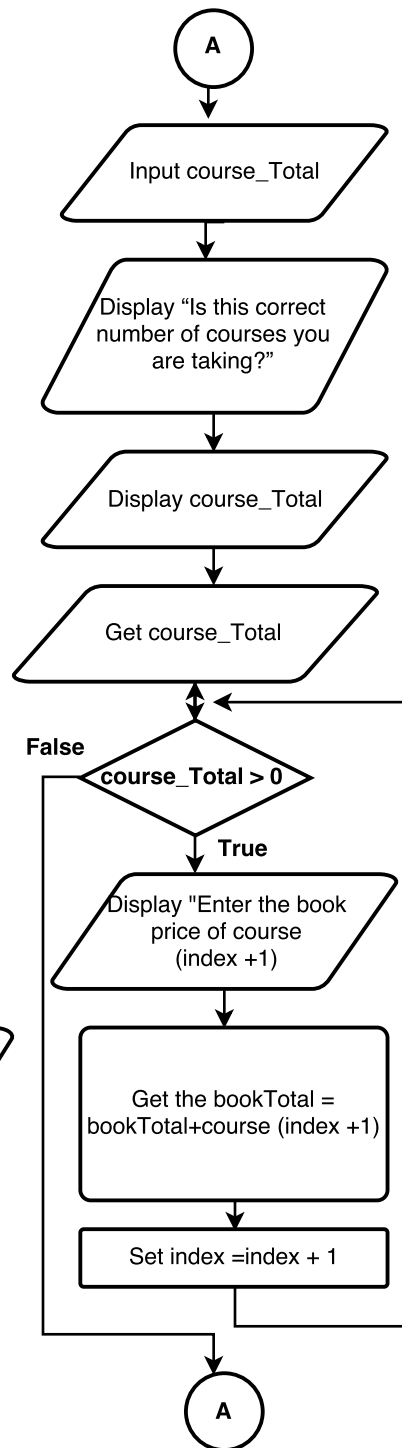 A
Input course_Total
Display “Is this correct
number of courses you
are taking?”
Display course_Total
Get course_Total
False
course_Total > 0
True
Display "Enter the book
price of course
(index +1)
Get the bookTotal =
bookTotal+course (index +1)
Set index =index + 1
A